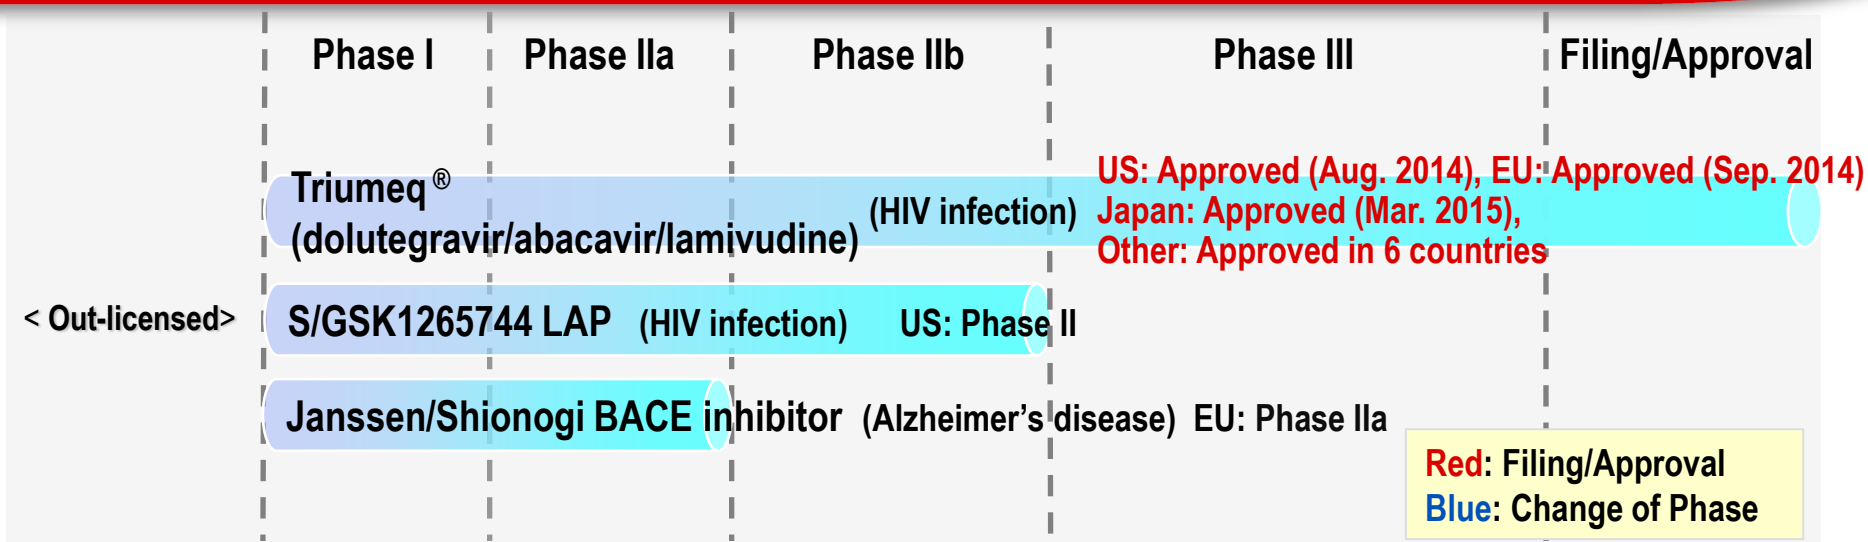 Phase I Phase IIa Phase IIb Phase III Filing/Approval
Triumeq®
(dolutegravir/abacavir/lamivudine) (HIV infection)
US: Approved (Aug. 2014), EU: Approved (Sep. 2014)
Japan: Approved (Mar. 2015),
Other: Approved in 6 countries
< Out-licensed>
S/GSK1265744 LAP (HIV infection) US: Phase II
Janssen/Shionogi BACE inhibitor (Alzheimer’s disease) EU: Phase IIa
Red: Filing/Approval
Blue: Change of Phase